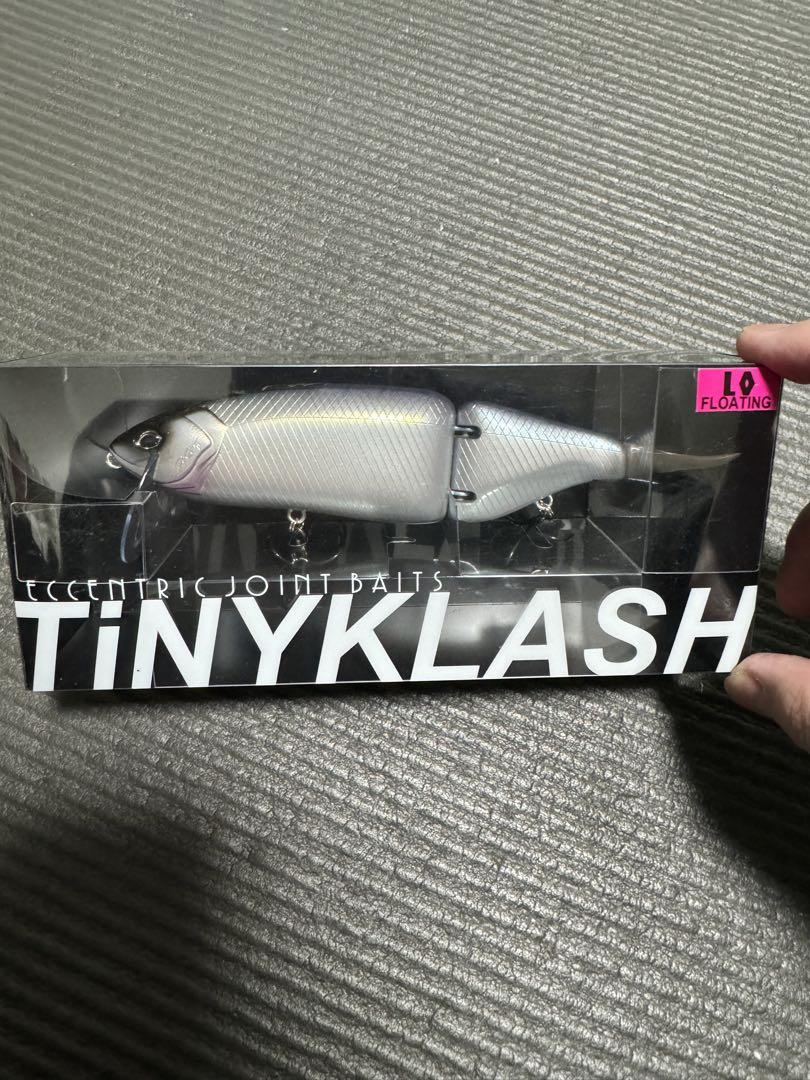 LO
FLOATING
ECCENTRIC JOINT BAITS
TiNYKLASH